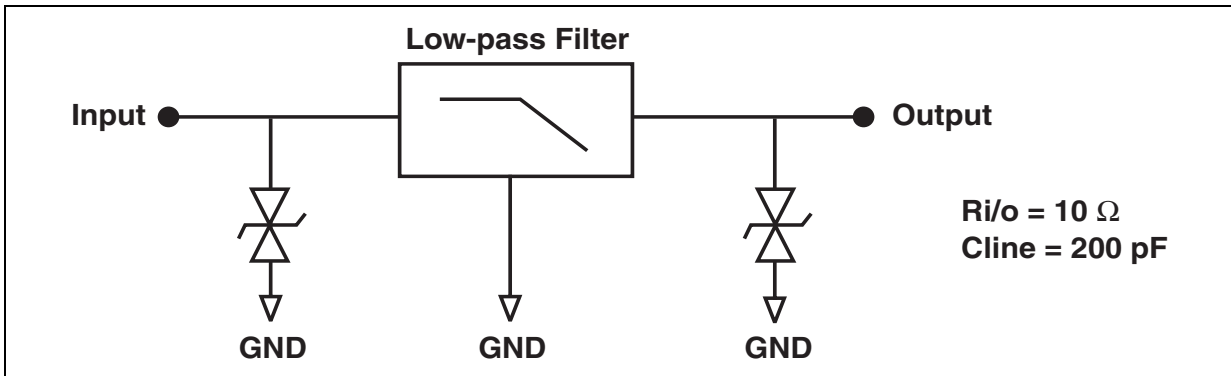 Low-pass Filter
Input
Output
Ri/o = 10 Ω
Cline = 200 pF
GND
GND
GND